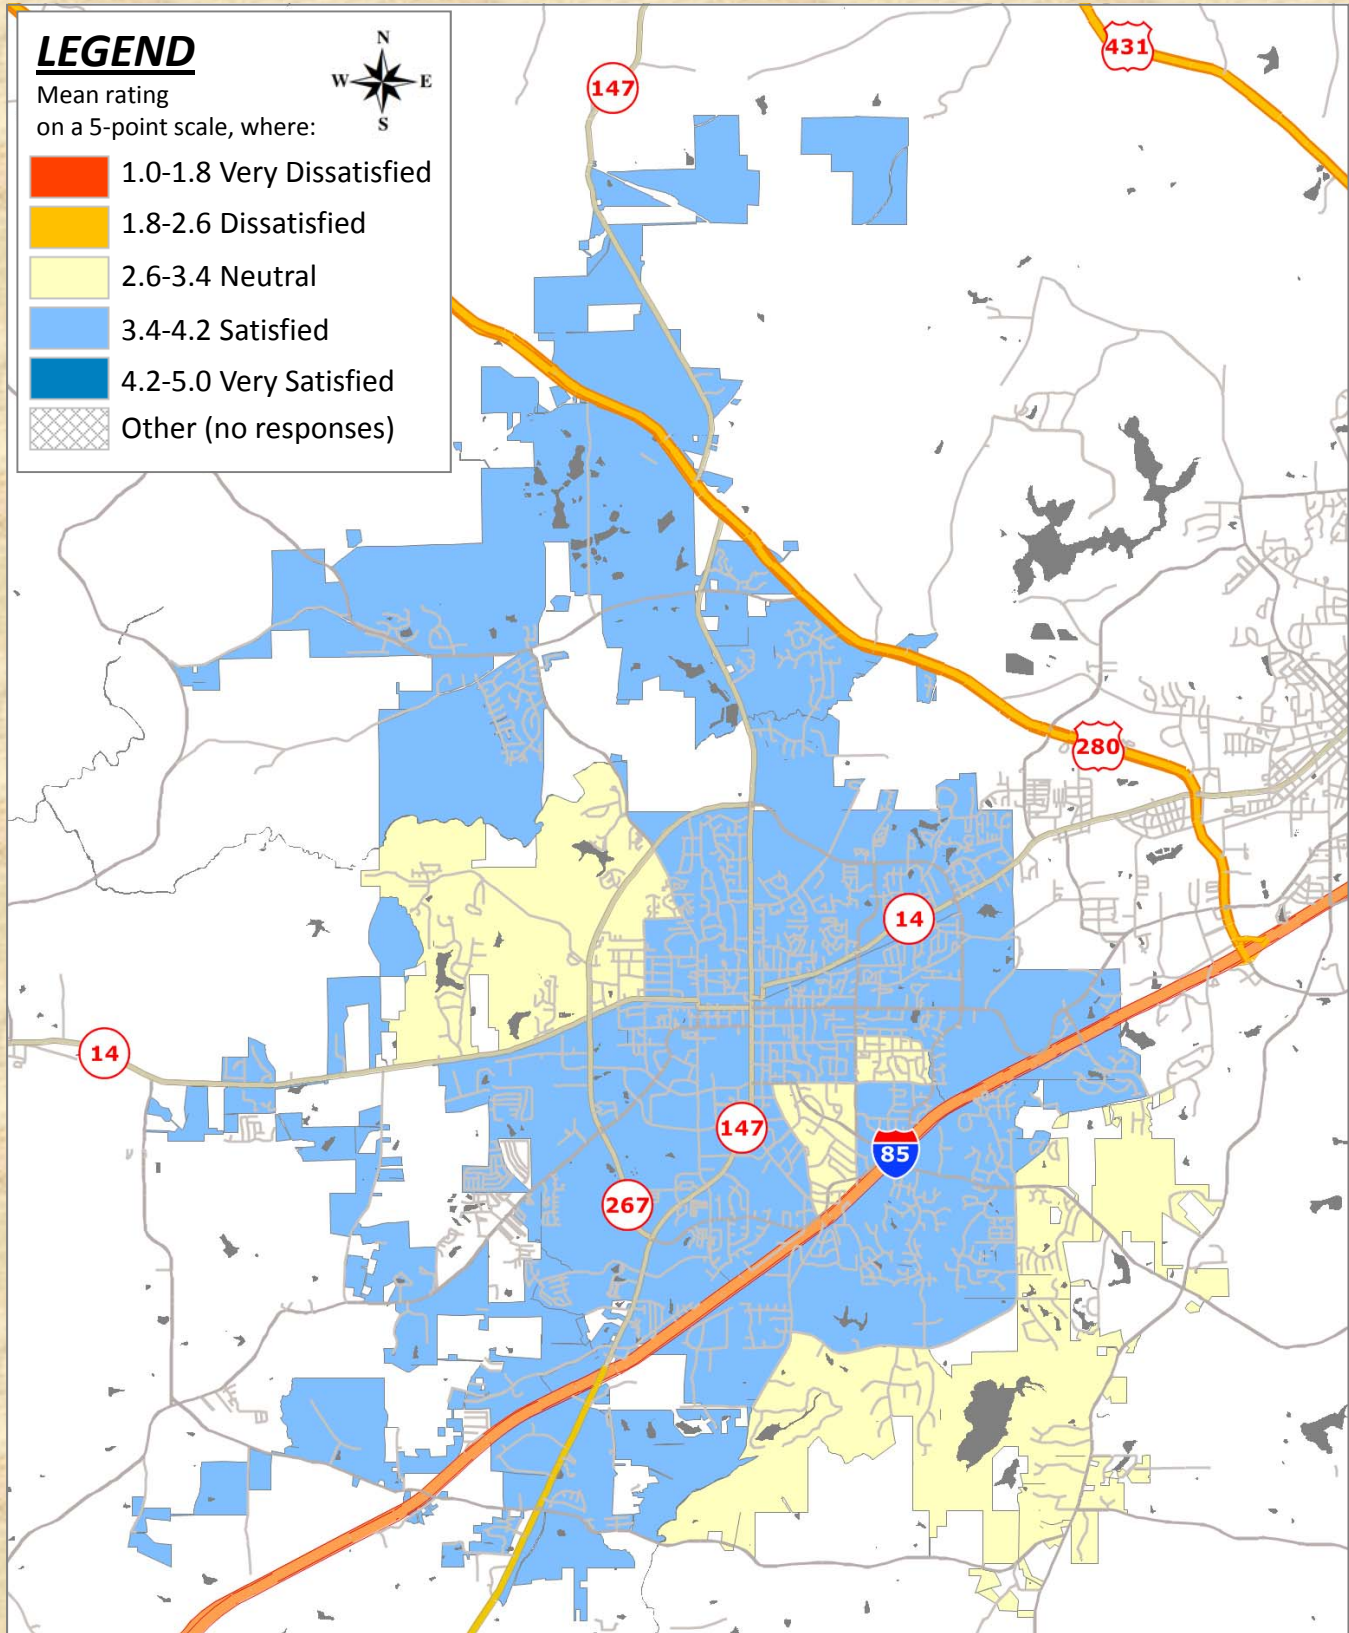 LEGEND
Mean rating
on a 5-point scale, where:
N
W E
S
1.0-1.8 Very Dissatisfied
1.8-2.6 Dissatisfied
2.6-3.4 Neutral
3.4-4.2 Satisfied
4.2-5.0 Very Satisfied
Other (no responses)
431
147
280
14
14
147
85
267